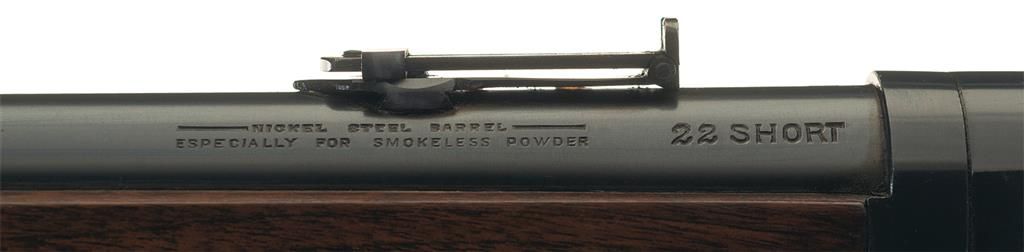 NICKEL STEEL BARREL
ESPECIALLY FOR SMOKELESS POWDER
22 SHORT